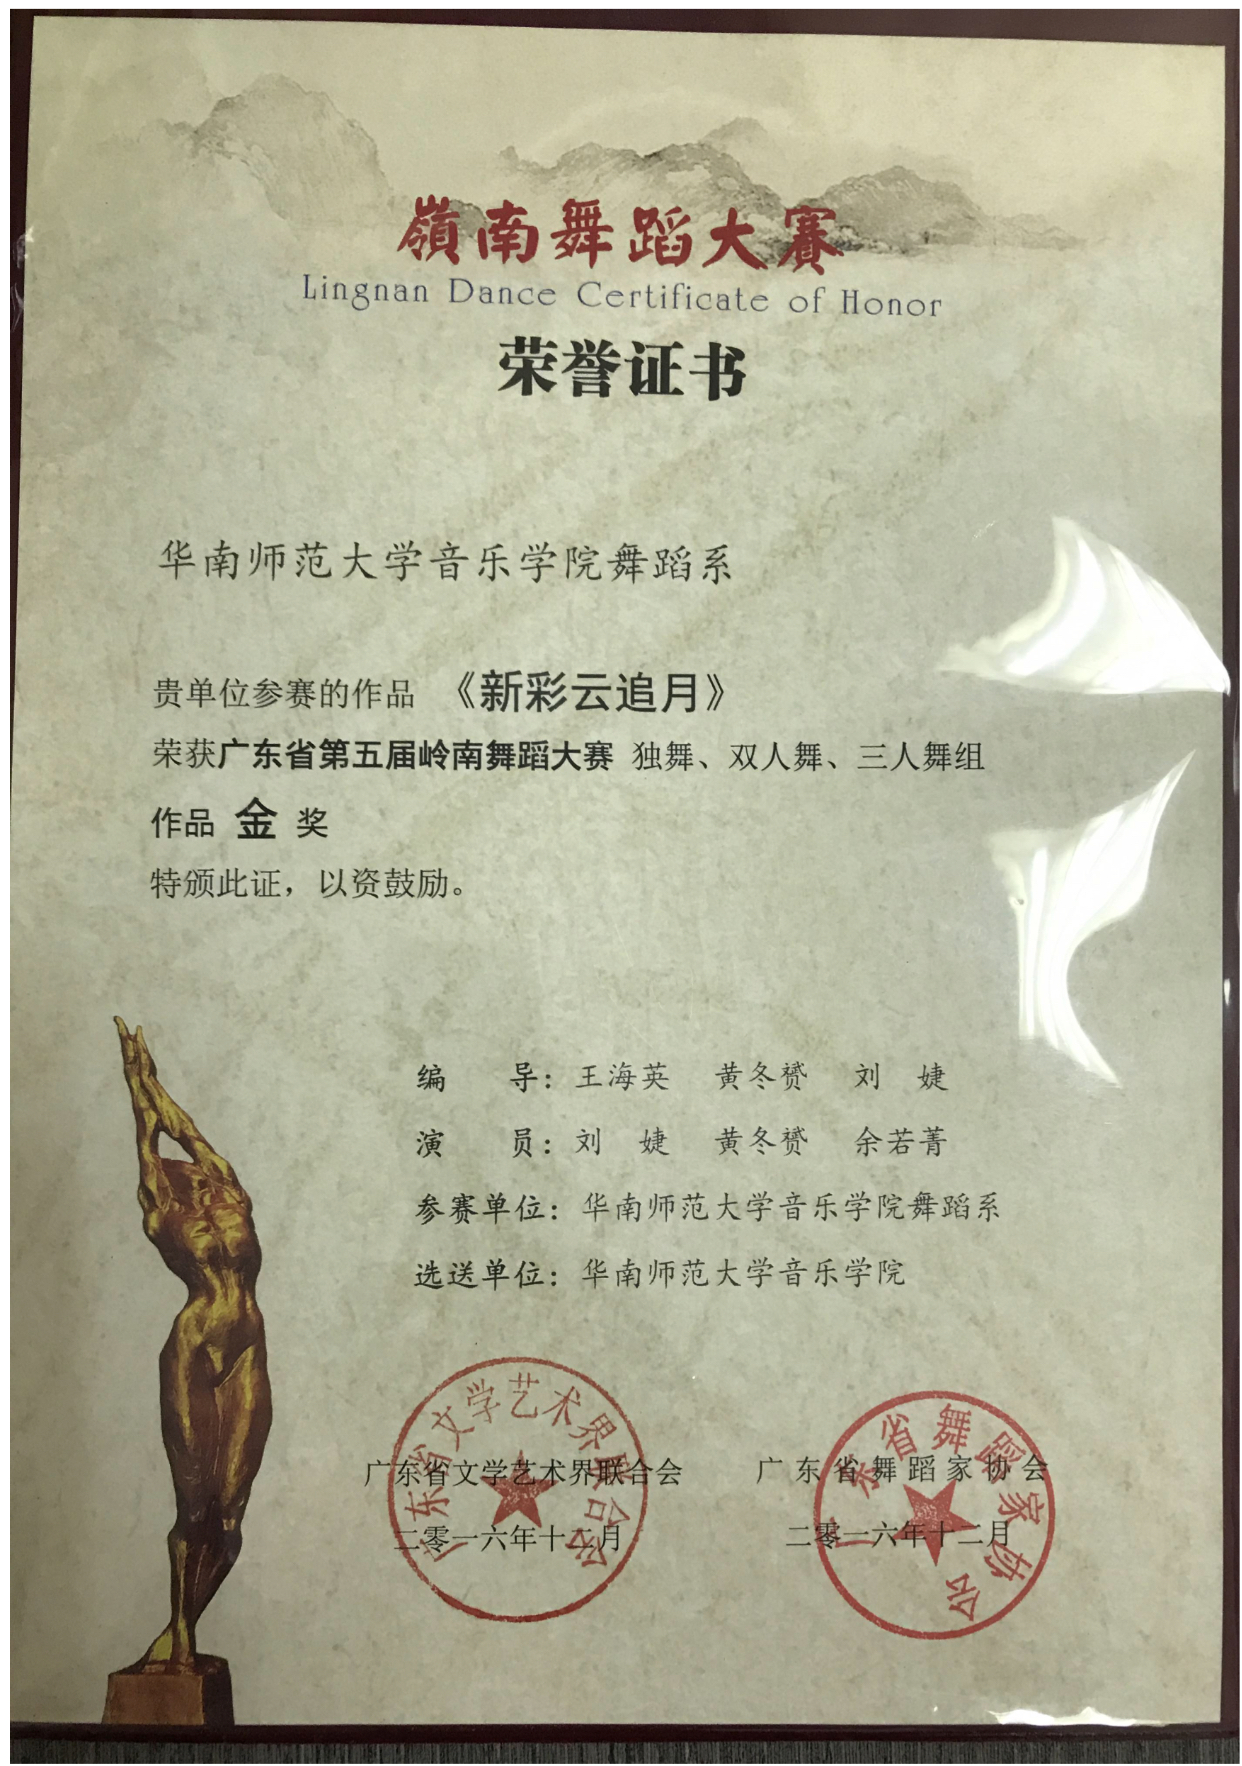 嶺南舞蹈大賽
Lingnan Dance Certificate of Honor
荣誉证书
华南师范大学音乐学院舞蹈系
贵单位参赛的作品 《新彩云追月》
荣获广东省第五届岭南舞蹈大赛 独舞、双人舞、三人舞组
作品 金 奖
特颁此证，以资鼓励。
编 导：王海英 黄冬赟 刘 婕
演 员：刘 婕 黄冬赟 余若菁
参赛单位：华南师范大学音乐学院舞蹈系
选送单位：华南师范大学音乐学院
广东省文学艺术界联合会
广东省文学艺术界联合会
二零一六年十二月
广东省舞蹈家协会
广东省舞蹈家协会
二零一六年十二月